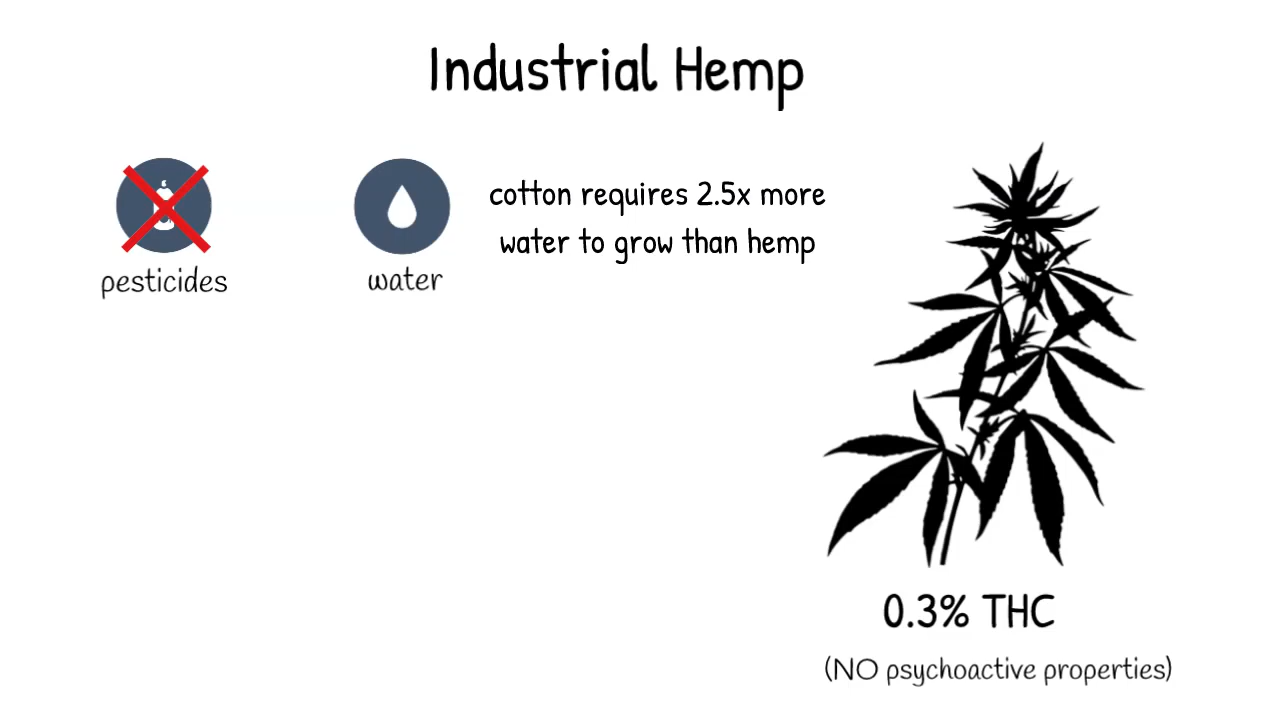 Industrial Hemp
pesticides
water
cotton requires 2.5x more
water to grow than hemp
0.3% THC
(NO psychoactive properties)